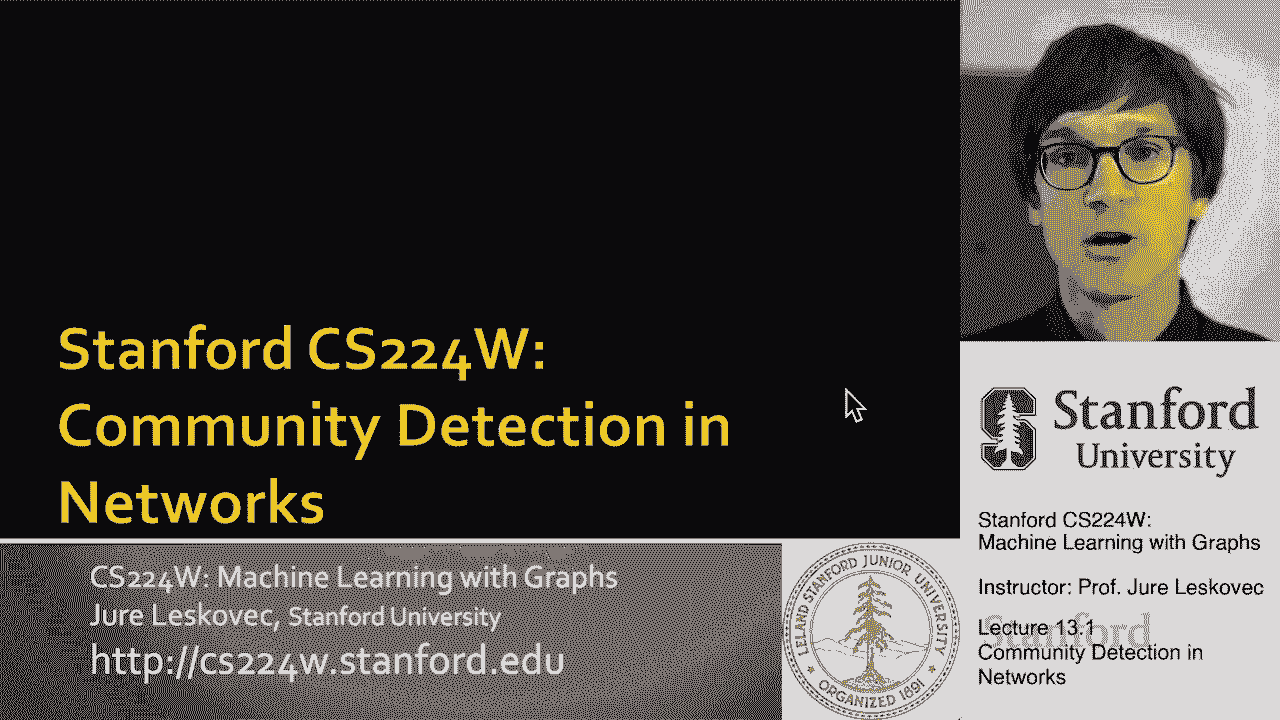 Stanford CS224W:
Community Detection in
Networks
CS224W: Machine Learning with Graphs
Jure Leskovec, Stanford University
http://cs224w.stanford.edu
LELAND STANFORD JUNIOR UNIVERSITY
ORGANIZED 1891
Stanford
University
Stanford CS224W:
Machine Learning with Graphs
Instructor: Prof. Jure Leskovec
Stanford
Lecture 13.1
Community Detection in
Networks